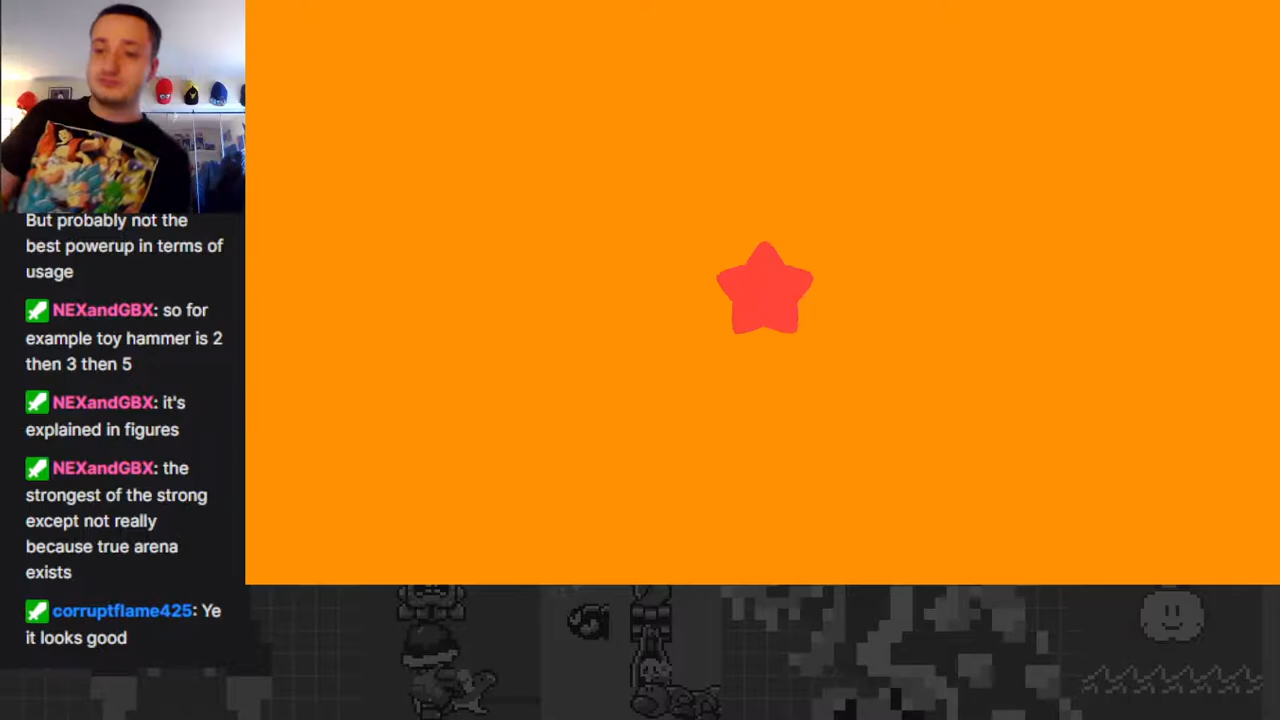 But probably not the
best powerup in terms of
usage
NEXandGBX: so for
example toy hammer is 2
then 3 then 5
NEXandGBX: it's
explained in figures
NEXandGBX: the
strongest of the strong
except not really
because true arena
exists
corruptflame425: Ye
it looks good